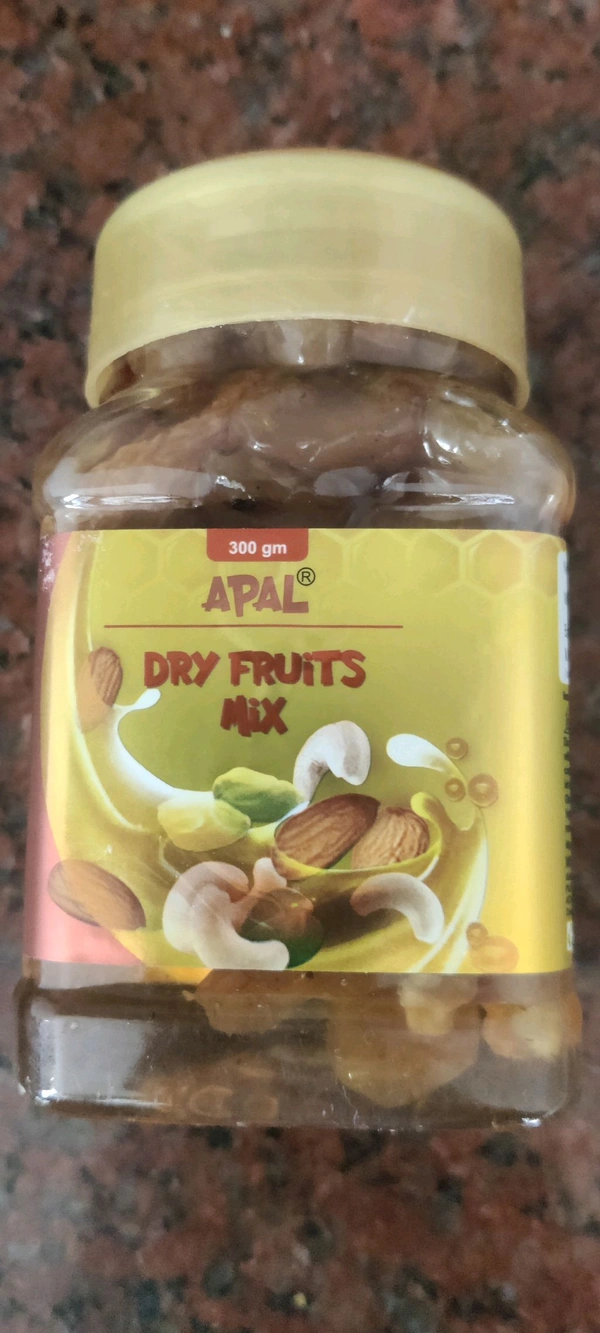 300 gm
APAL®
DRY FRUiTS
MiX